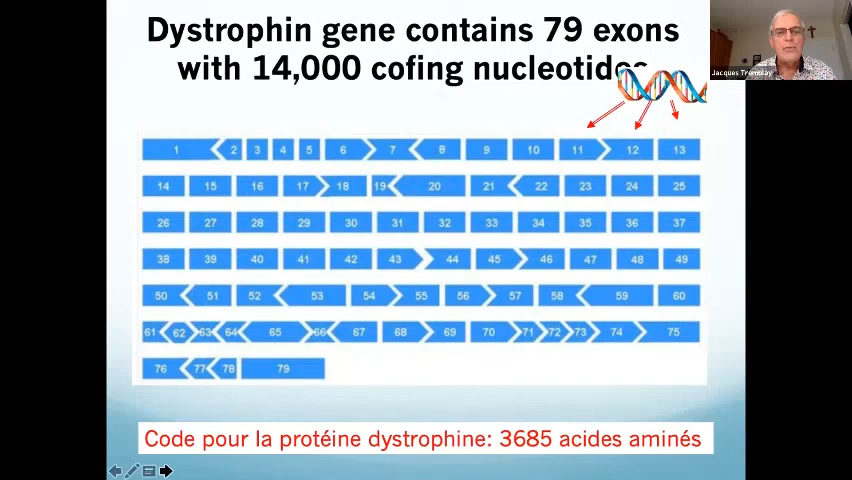 Dystrophin gene contains 79 exons
with 14,000 cofing nucleotides
Jacques Tremblay
1 2 3 4 5 6 7 8 9 10 11 12 13
14 15 16 17 18 19 20 21 22 23 24 25
26 27 28 29 30 31 32 33 34 35 36 37
38 39 40 41 42 43 44 45 46 47 48 49
50 51 52 53 54 55 56 57 58 59 60
61 62 63 64 65 66 67 68 69 70 71 72 73 74 75
76 77 78 79
Code pour la protéine dystrophine: 3685 acides aminés